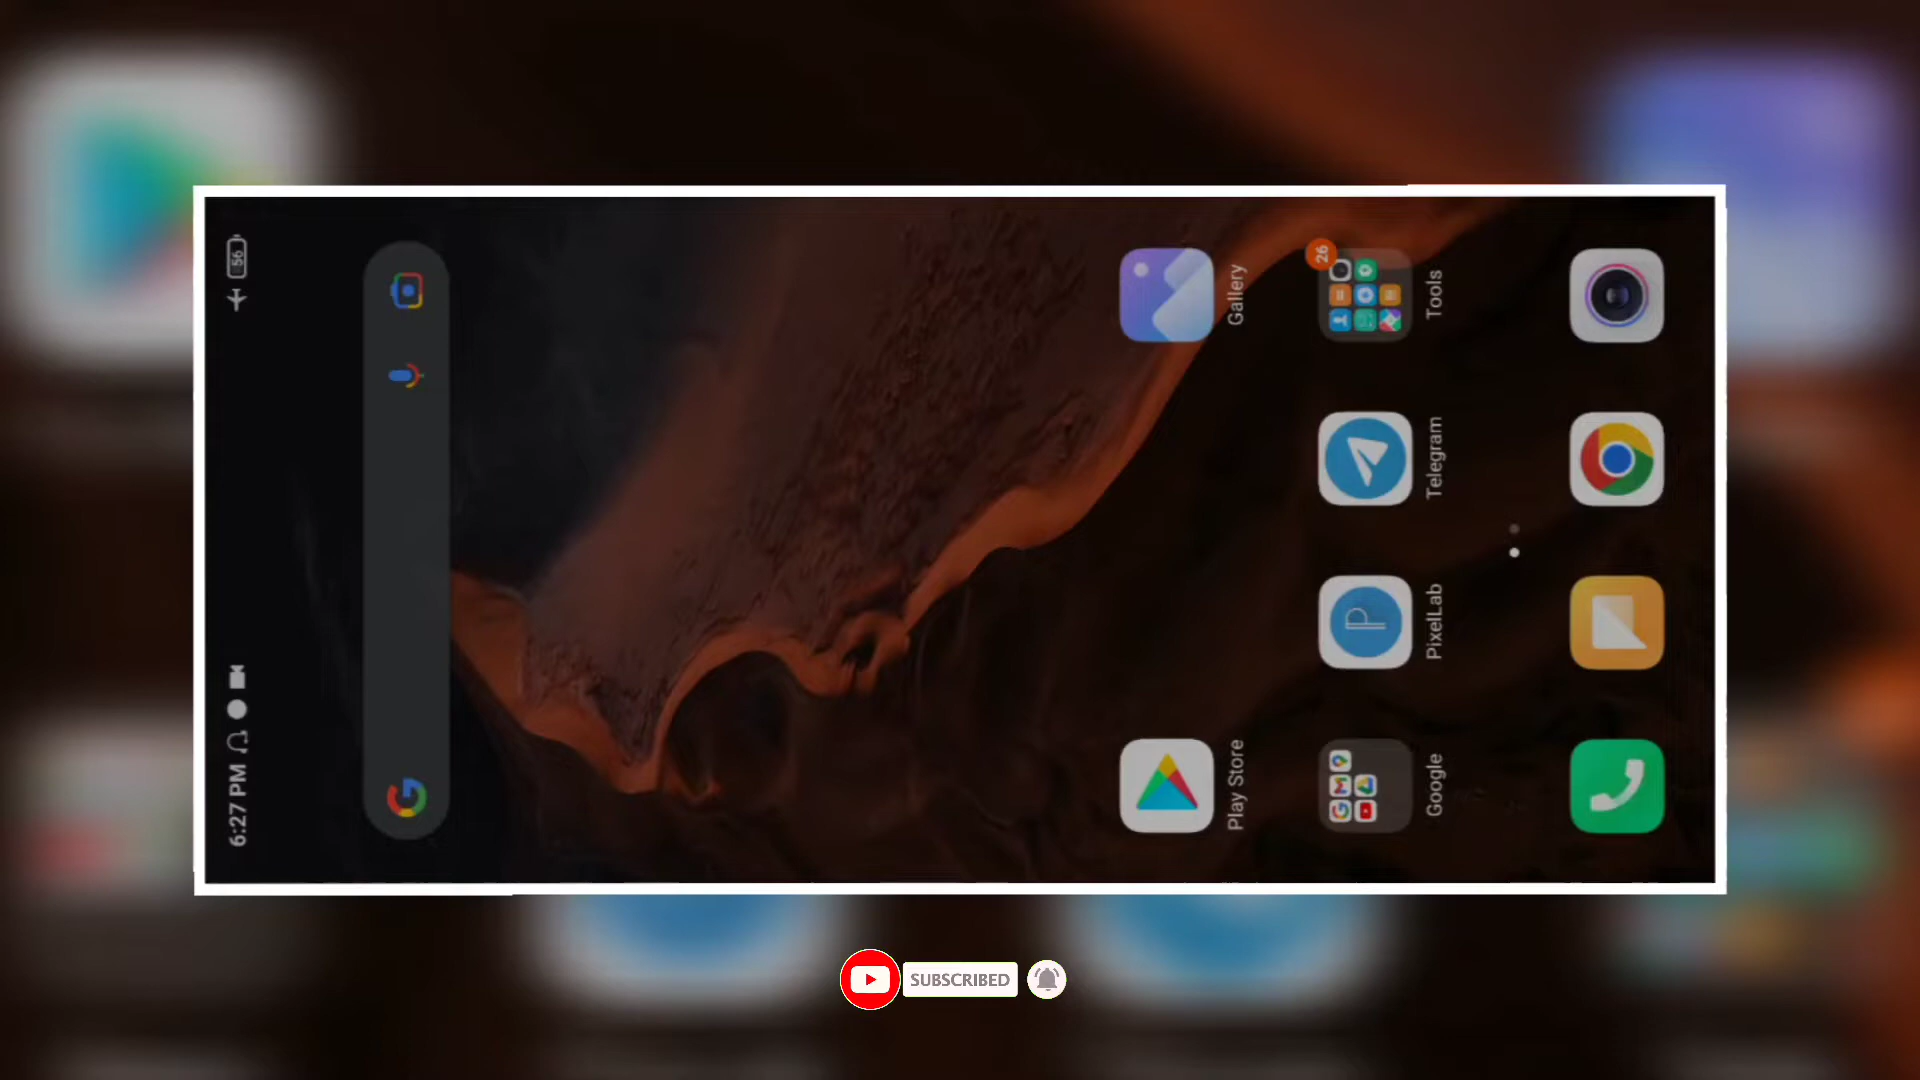 6:27 PM
56
Play Store
Gallery
Google
PixelLab
Telegram
Tools
26
SUBSCRIBED